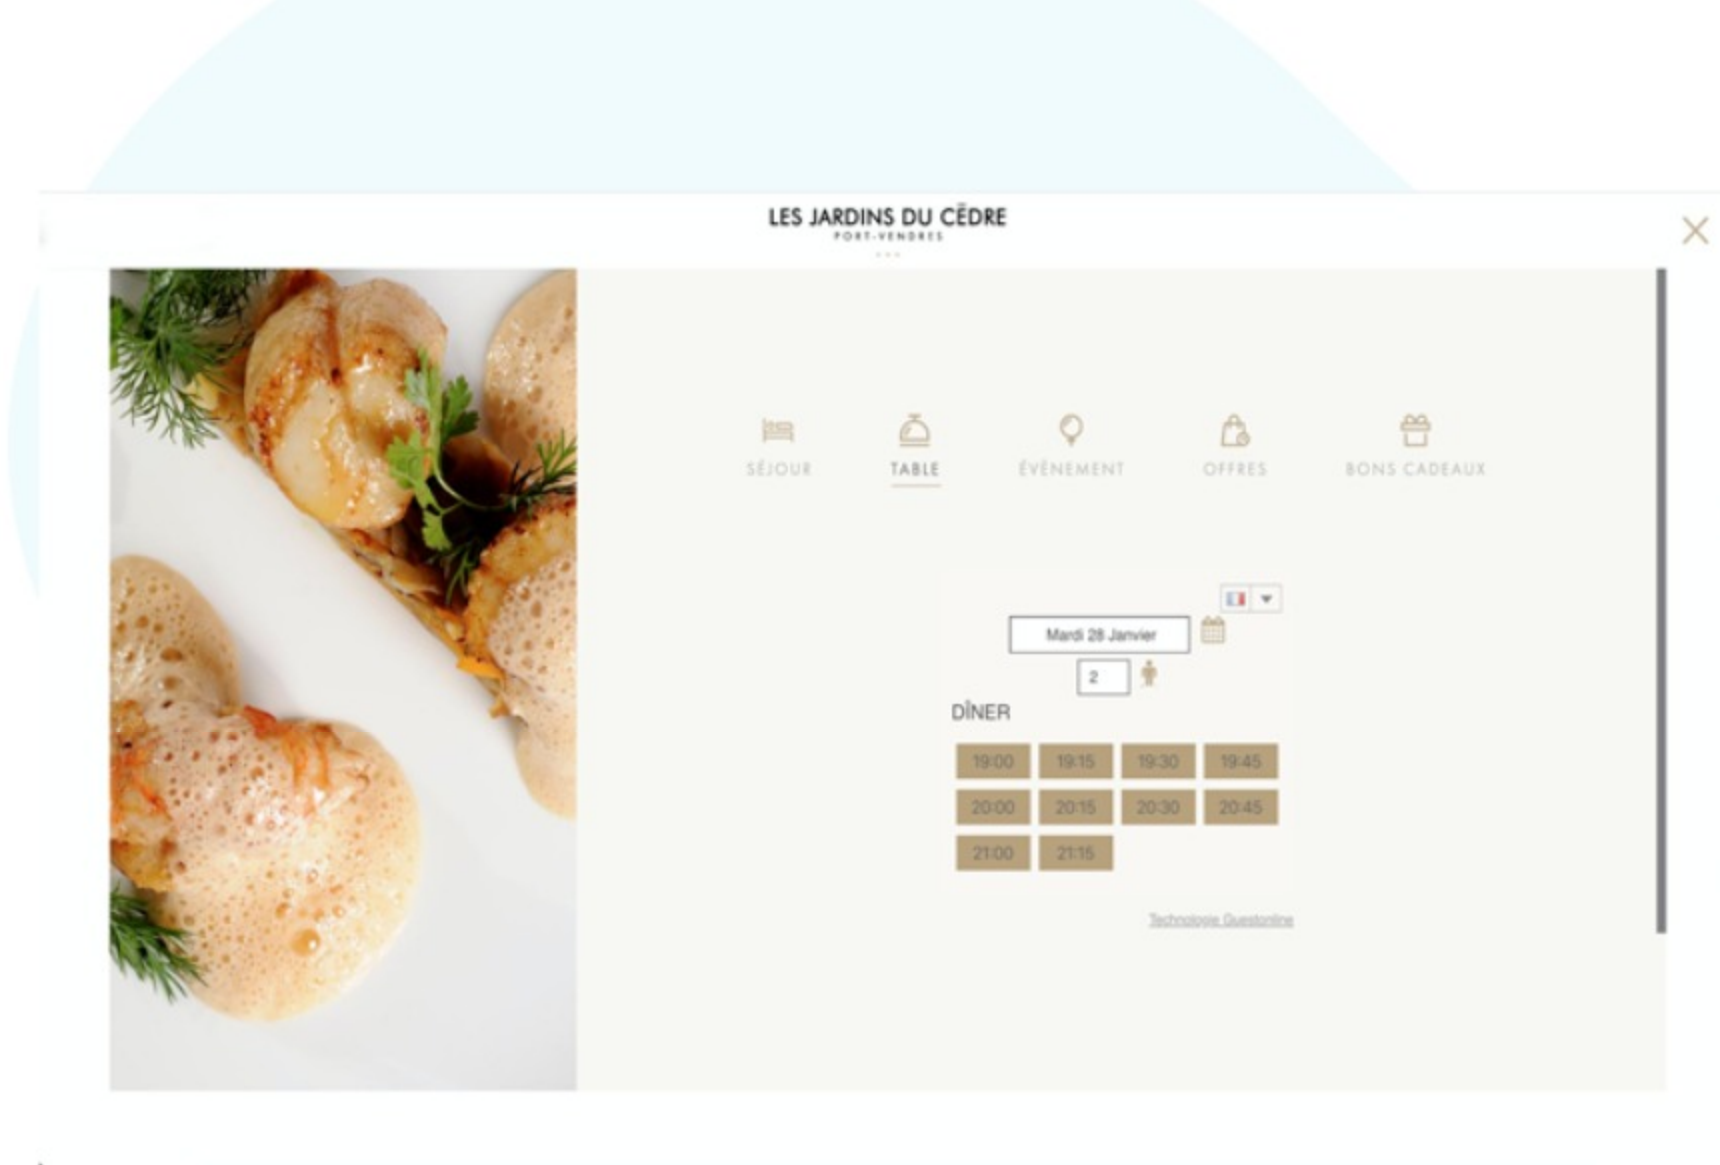 LES JARDINS DU CÈDRE
PORT-VENDRES
SÉJOUR TABLE ÉVÈNEMENT OFFRES BONS CADEAUX
Mardi 28 Janvier
2
DÎNER
19:00 19:15 19:30 19:45
20:00 20:15 20:30 20:45
21:00 21:15
Technologie Guestonline